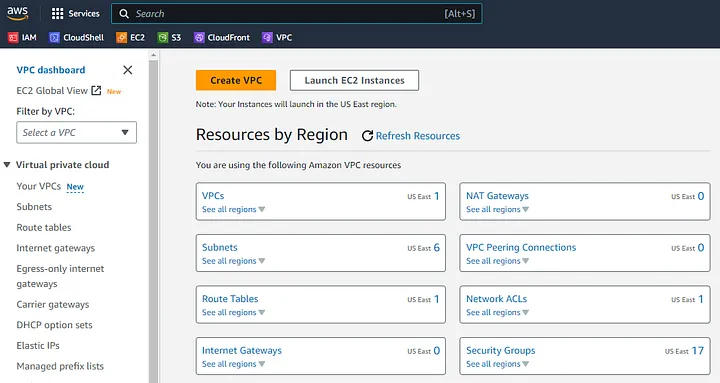 aws
Services
Search
[Alt+S]
IAM
CloudShell
EC2
S3
CloudFront
VPC
VPC dashboard
EC2 Global View
New
Filter by VPC:
Select a VPC
Virtual private cloud
Your VPCs New
Subnets
Route tables
Internet gateways
Egress-only internet
gateways
Carrier gateways
DHCP option sets
Elastic IPs
Managed prefix lists
Create VPC
Launch EC2 Instances
Note: Your Instances will launch in the US East region.
Resources by Region
Refresh Resources
You are using the following Amazon VPC resources
VPCs US East 1
See all regions
NAT Gateways US East 0
See all regions
Subnets US East 6
See all regions
VPC Peering Connections US East 0
See all regions
Route Tables US East 1
See all regions
Network ACLs US East 1
See all regions
Internet Gateways US East 0
See all regions
Security Groups US East 17
See all regions